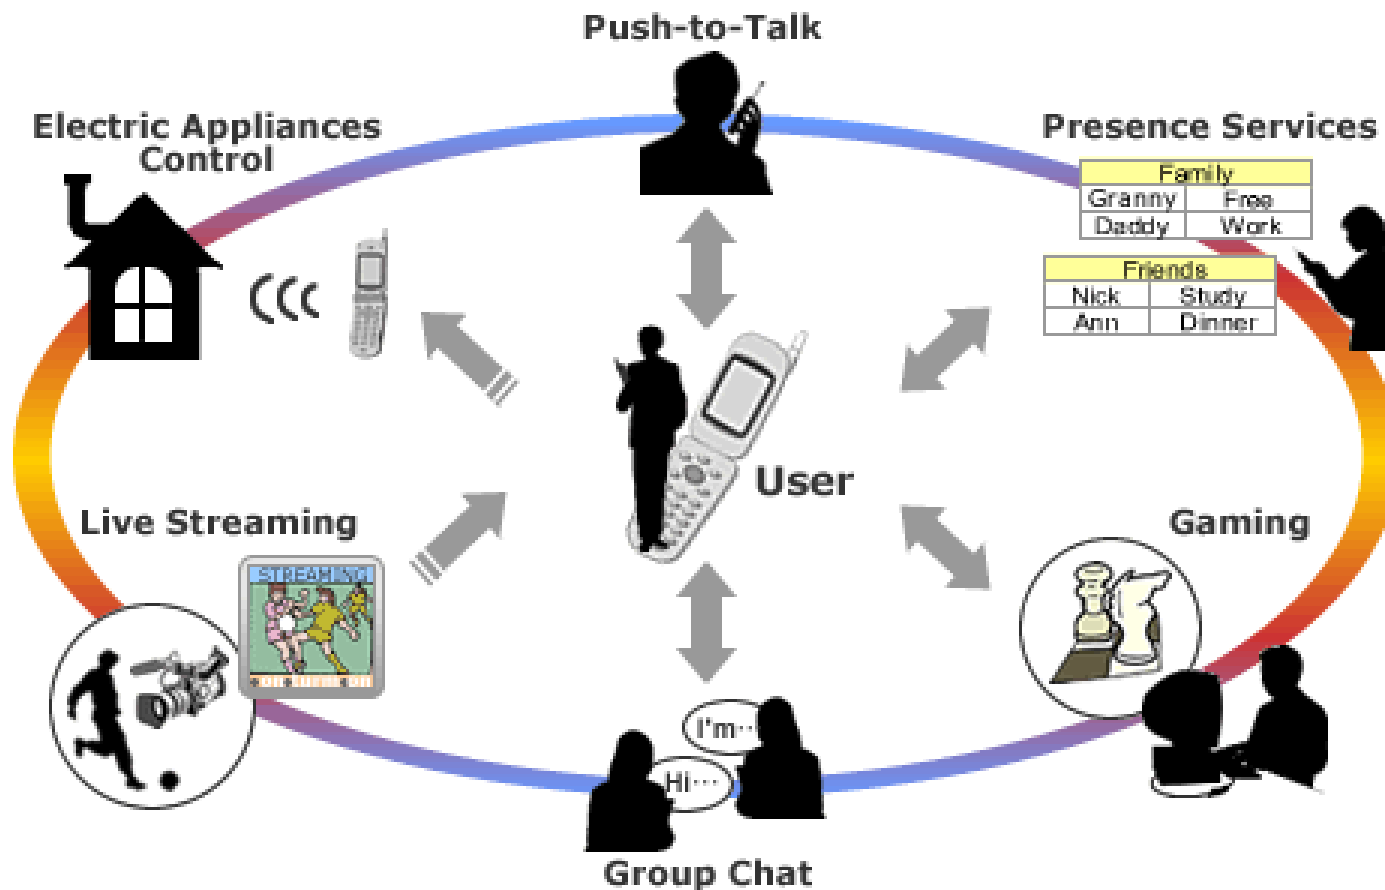 Push-to-Talk
Electric Appliances
Control
Presence Services
Family
Granny Free
Daddy Work
Friends
Nick Study
Ann Dinner
User
Live Streaming
STREAMING
Gaming
I'm···
Hi···
Group Chat